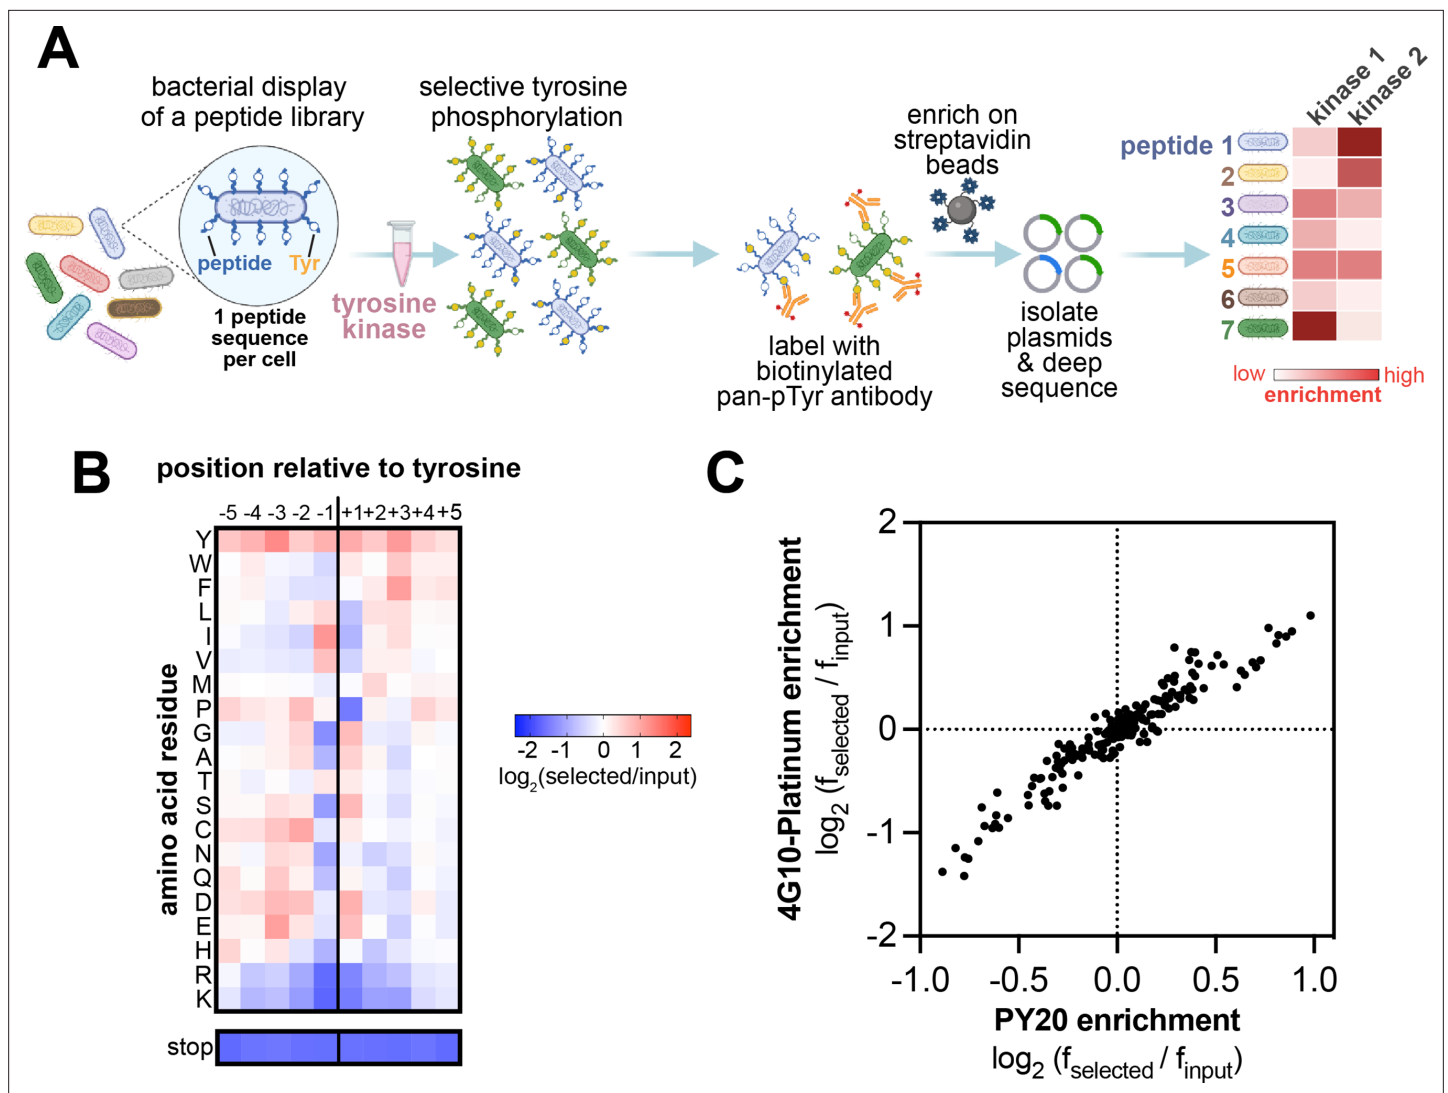 A
bacterial display
of a peptide library
peptide
Tyr
1 peptide
sequence
per cell
tyrosine
kinase
selective tyrosine
phosphorylation
label with
biotinylated
pan-pTyr antibody
enrich on
streptavidin
beads
isolate
plasmids
& deep
sequence
kinase 1
kinase 2
peptide 1
2
3
4
5
6
7
low
high
enrichment
B
position relative to tyrosine
-5 -4 -3 -2 -1 +1 +2 +3 +4 +5
amino acid residue
Y
W
F
L
I
V
M
P
G
A
T
S
C
N
Q
D
E
H
R
K
stop
-2 -1 0 1 2
log2(selected/input)
C
4G10-Platinum enrichment
log2 (fselected / finput)
2
1
0
-1
-2
-1.0 -0.5 0.0 0.5 1.0
PY20 enrichment
log2 (fselected / finput)